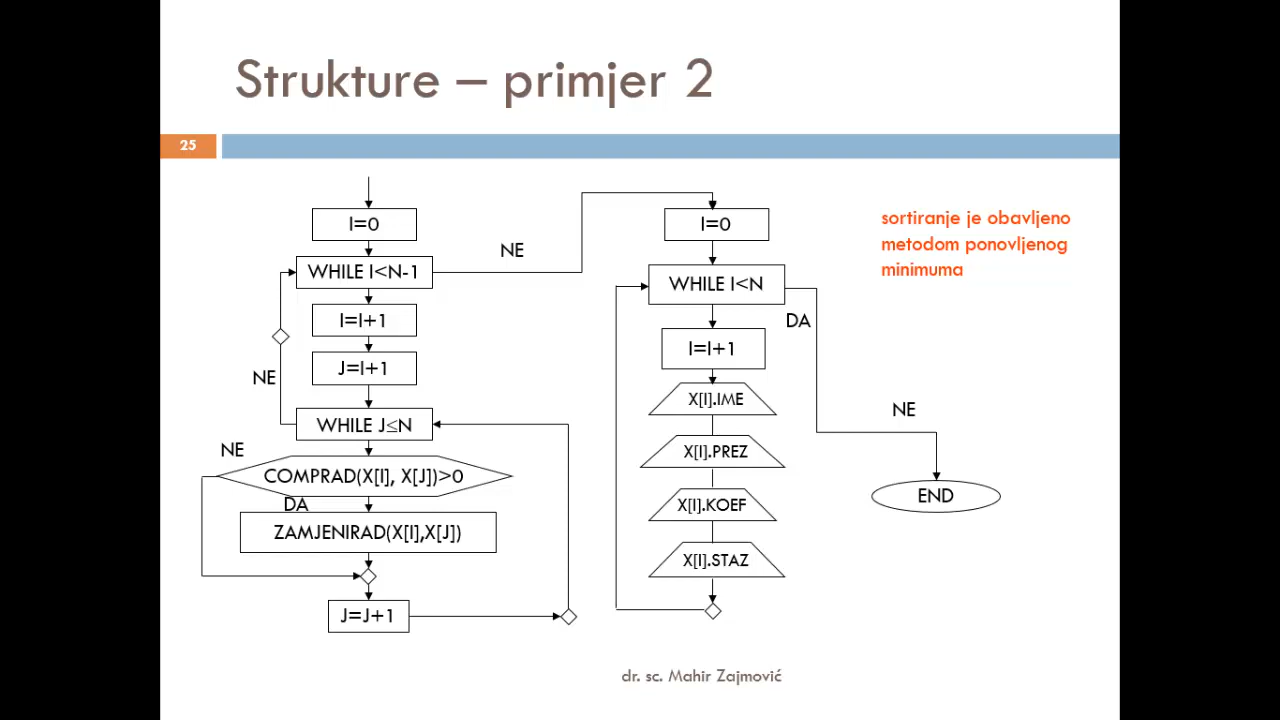 Strukture – primjer 2
25
I=0
WHILE I<N-1
NE
I=I+1
J=I+1
NE
WHILE J≤N
NE
COMPRAD(X[I], X[J])>0
DA
ZAMJENIRAD(X[I],X[J])
J=J+1
I=0
WHILE I<N
DA
I=I+1
X[I].IME
X[I].PREZ
X[I].KOEF
X[I].STAZ
NE
END
sortiranje je obavljeno
metodom ponovljenog
minimuma
dr. sc. Mahir Zajmović